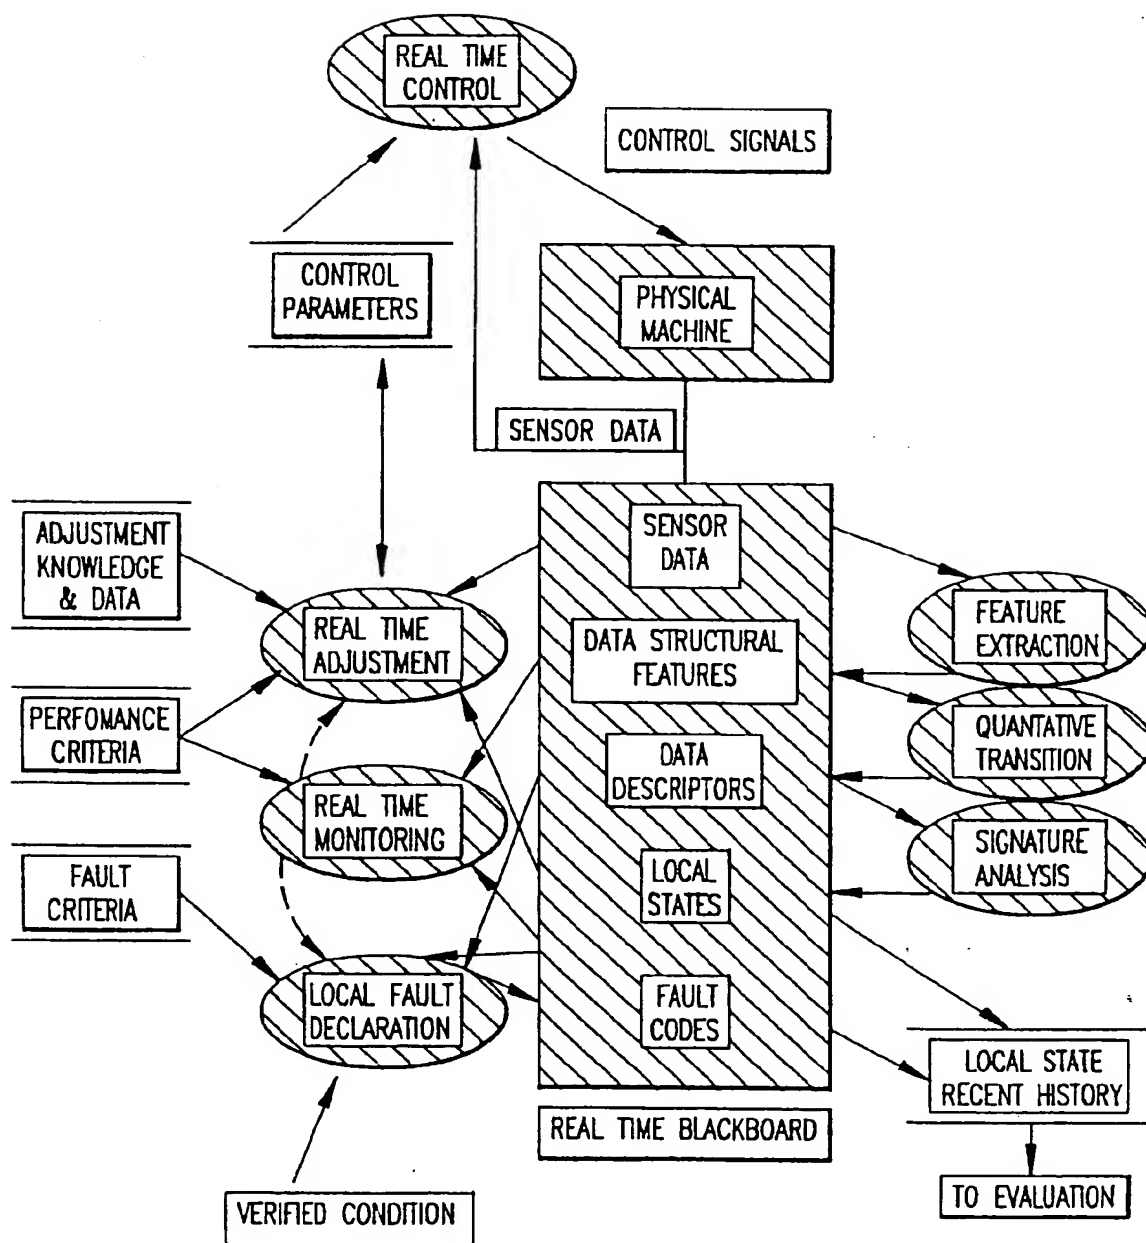 REAL TIME
CONTROL
CONTROL SIGNALS
CONTROL
PARAMETERS
PHYSICAL
MACHINE
SENSOR DATA
ADJUSTMENT
KNOWLEDGE
& DATA
SENSOR
DATA
REAL TIME
ADJUSTMENT
DATA STRUCTURAL
FEATURES
FEATURE
EXTRACTION
PERFOMANCE
CRITERIA
QUANTATIVE
TRANSITION
DATA
DESCRIPTORS
REAL TIME
MONITORING
SIGNATURE
ANALYSIS
FAULT
CRITERIA
LOCAL
STATES
LOCAL FAULT
DECLARATION
FAULT
CODES
LOCAL STATE
RECENT HISTORY
REAL TIME BLACKBOARD
TO EVALUATION
VERIFIED CONDITION